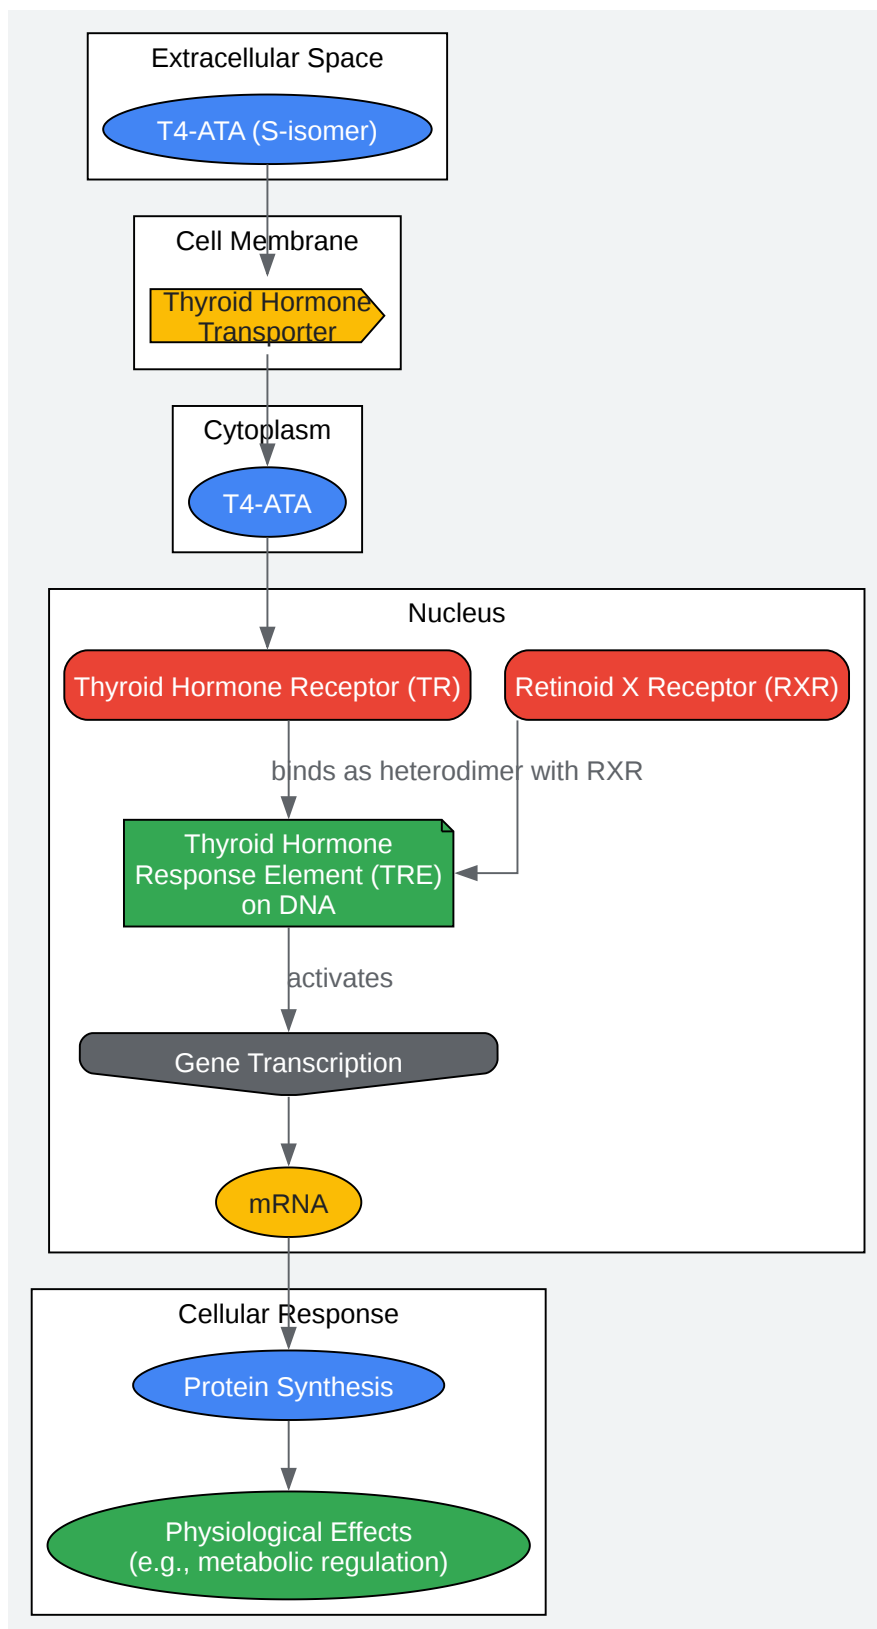 Extracellular Space
T4-ATA (S-isomer)
Cell Membrane
Thyroid Hormone
Transporter
Cytoplasm
T4-ATA
Nucleus
Thyroid Hormone Receptor (TR)
Retinoid X Receptor (RXR)
binds as heterodimer with RXR
Thyroid Hormone
Response Element (TRE)
on DNA
activates
Gene Transcription
mRNA
Cellular Response
Protein Synthesis
Physiological Effects
(e.g., metabolic regulation)